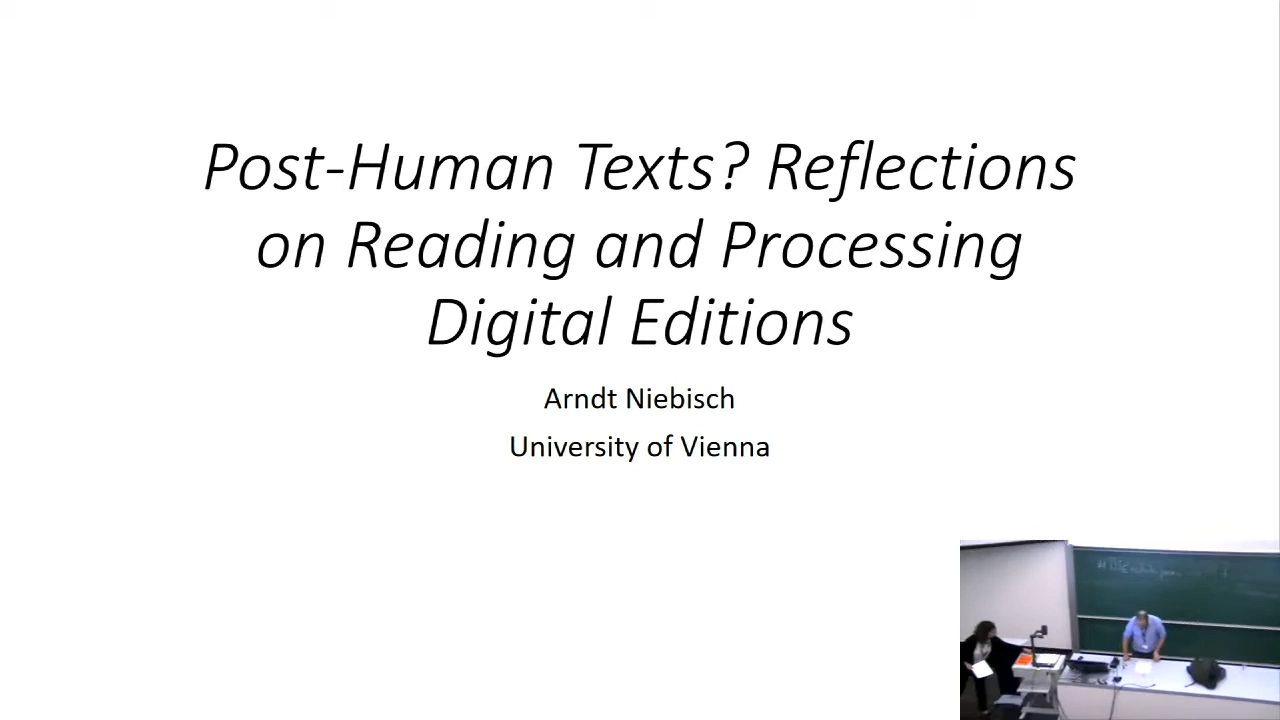 Post-Human Texts? Reflections
on Reading and Processing
Digital Editions
Arndt Niebisch
University of Vienna